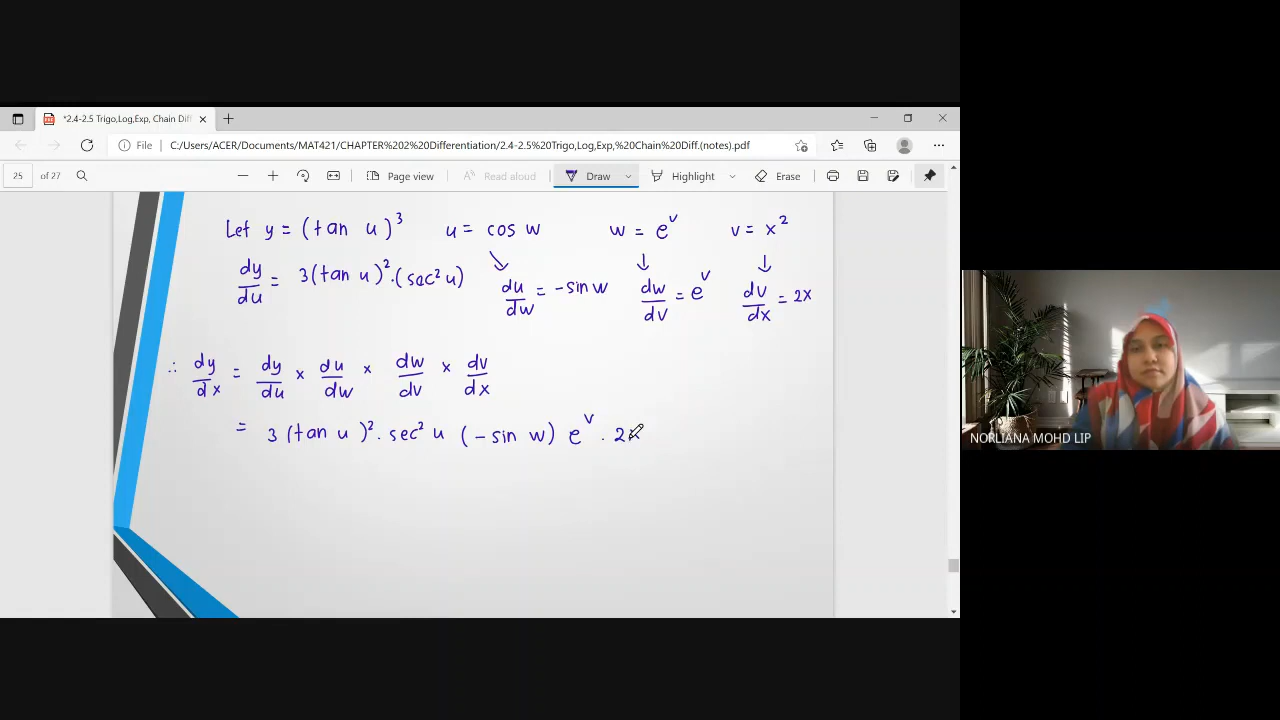 *2.4-2.5 Trigo,Log,Exp, Chain Diff
File C:/Users/ACER/Documents/MAT421/CHAPTER%202%20Differentiation/2.4-2.5%20Trigo,Log,Exp,%20Chain%20Diff.(notes).pdf
25 of 27 Page view Read aloud Draw Highlight Erase
Let y = (tan u)³ u = cos w w = e^v v = x²
dy/du = 3(tan u)².(sec² u) du/dw = -sin w dw/dv = e^v dv/dx = 2x
∴ dy/dx = dy/du × du/dw × dw/dv × dv/dx
= 3 (tan u)². sec² u (-sin w) e^v . 2x
NORLIANA MOHD LIP